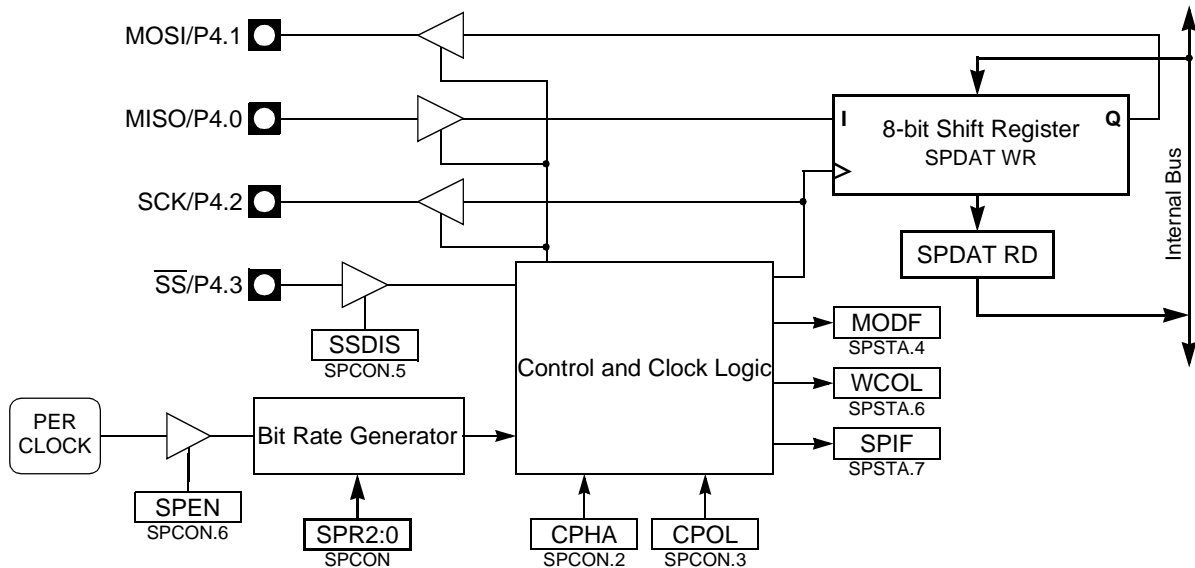 MOSI/P4.1
MISO/P4.0
I
8-bit Shift Register
Q
SPDAT WR
SCK/P4.2
Internal Bus
SPDAT RD
SS/P4.3
MODF
SPSTA.4
SSDIS
SPCON.5
Control and Clock Logic
WCOL
SPSTA.6
PER
CLOCK
Bit Rate Generator
SPIF
SPSTA.7
SPEN
SPCON.6
SPR2:0
SPCON
CPHA
SPCON.2
CPOL
SPCON.3